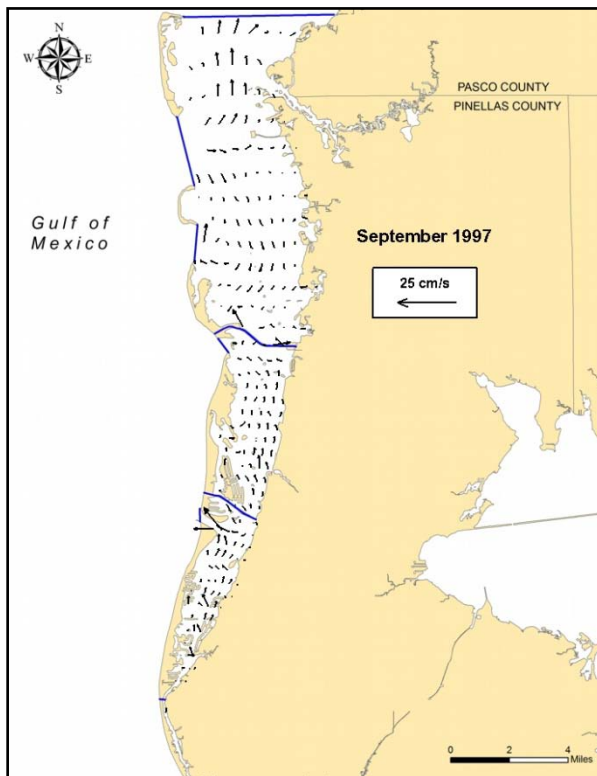 N
W E
S
PASCO COUNTY
PINELLAS COUNTY
Gulf of
Mexico
September 1997
25 cm/s
0 2 4
Miles